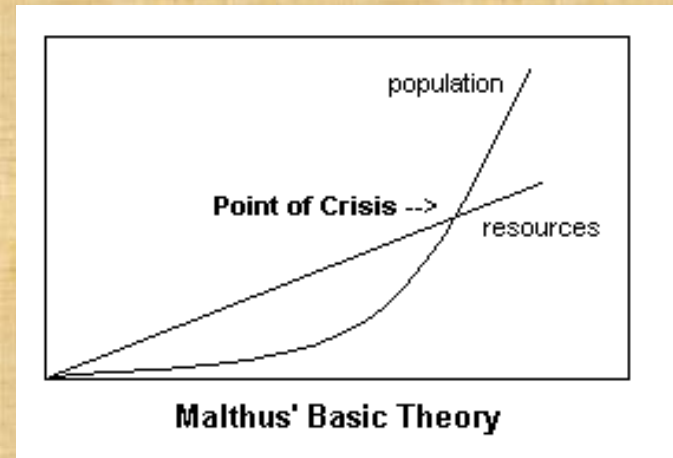 population
Point of Crisis -->
resources
Malthus' Basic Theory